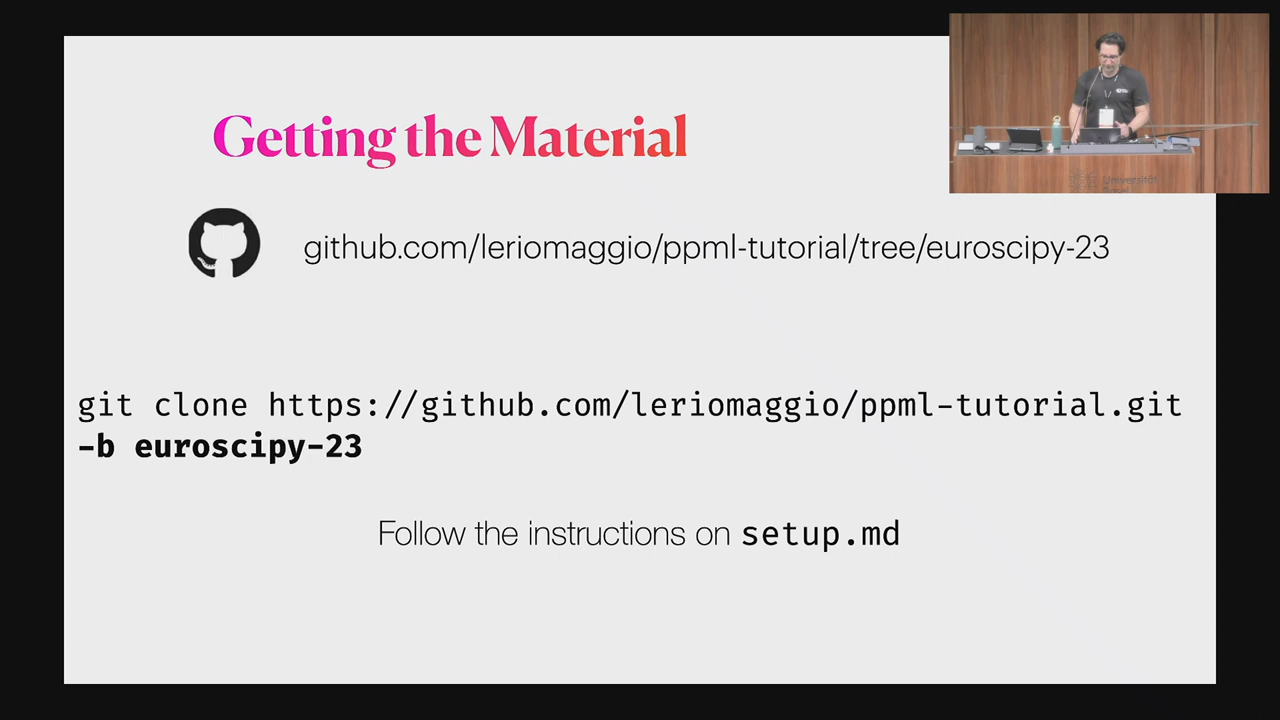 Getting the Material
github.com/leriomaggio/ppml-tutorial/tree/euroscipy-23
git clone https://github.com/leriomaggio/ppml-tutorial.git
-b euroscipy-23
Follow the instructions on setup.md
Universität